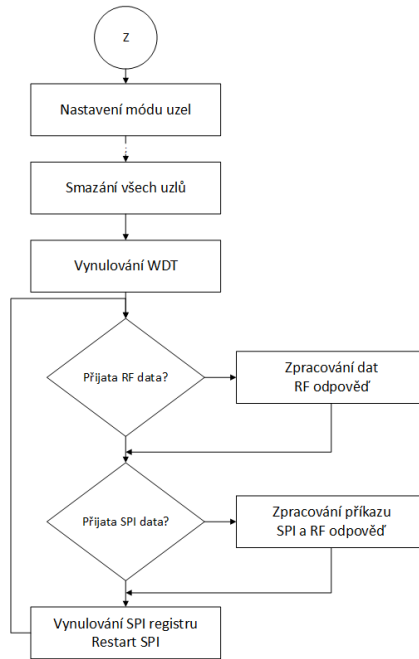 Z
Nastavení módu uzel
Smazání všech uzlů
Vynulování WDT
Přijata RF data?
Zpracování dat
RF odpověď
Přijata SPI data?
Zpracování příkazu
SPI a RF odpověď
Vynulování SPI registru
Restart SPI